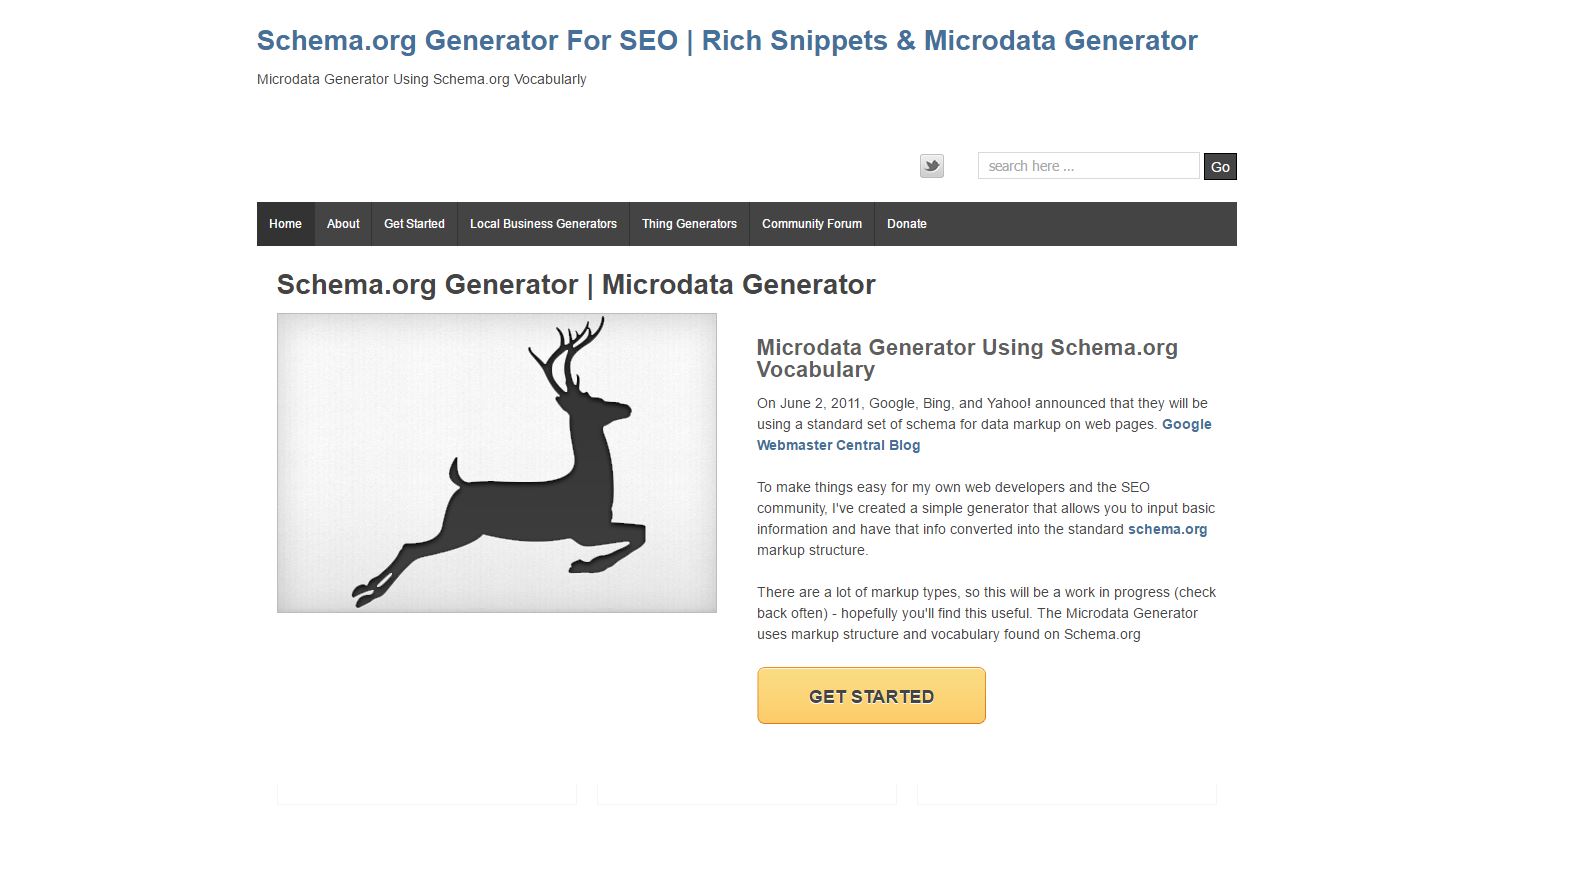 Schema.org Generator For SEO | Rich Snippets & Microdata Generator
Microdata Generator Using Schema.org Vocabularly
search here ...
Go
Home
About
Get Started
Local Business Generators
Thing Generators
Community Forum
Donate
Schema.org Generator | Microdata Generator
Microdata Generator Using Schema.org
Vocabulary
On June 2, 2011, Google, Bing, and Yahoo! announced that they will be
using a standard set of schema for data markup on web pages. Google
Webmaster Central Blog
To make things easy for my own web developers and the SEO
community, I've created a simple generator that allows you to input basic
information and have that info converted into the standard schema.org
markup structure.
There are a lot of markup types, so this will be a work in progress (check
back often) - hopefully you'll find this useful. The Microdata Generator
uses markup structure and vocabulary found on Schema.org
GET STARTED